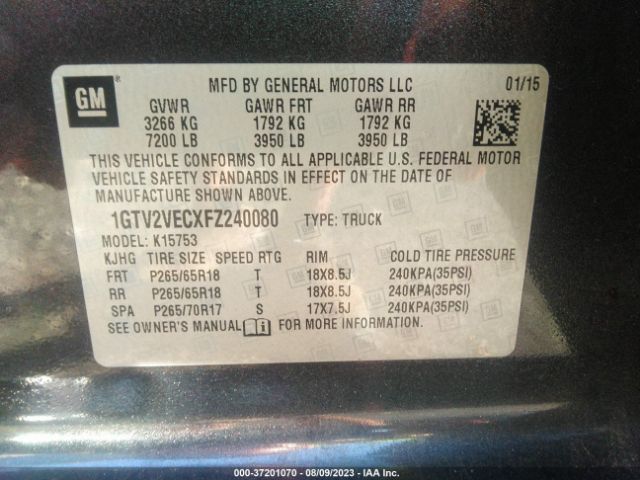 GM
MFD BY GENERAL MOTORS LLC 01/15
GVWR GAWR FRT GAWR RR
3266 KG 1792 KG 1792 KG
7200 LB 3950 LB 3950 LB
THIS VEHICLE CONFORMS TO ALL APPLICABLE U.S. FEDERAL MOTOR
VEHICLE SAFETY STANDARDS IN EFFECT ON THE DATE OF
MANUFACTURE SHOWN ABOVE.
1GTV2VECXFZ240080 TYPE: TRUCK
MODEL: K15753
KJHG TIRE SIZE SPEED RTG RIM COLD TIRE PRESSURE
FRT P265/65R18 T 18X8.5J 240KPA(35PSI)
RR P265/65R18 T 18X8.5J 240KPA(35PSI)
SPA P265/70R17 S 17X7.5J 240KPA(35PSI)
SEE OWNER'S MANUAL FOR MORE INFORMATION.
000-37201070 - 08/09/2023 - IAA Inc.